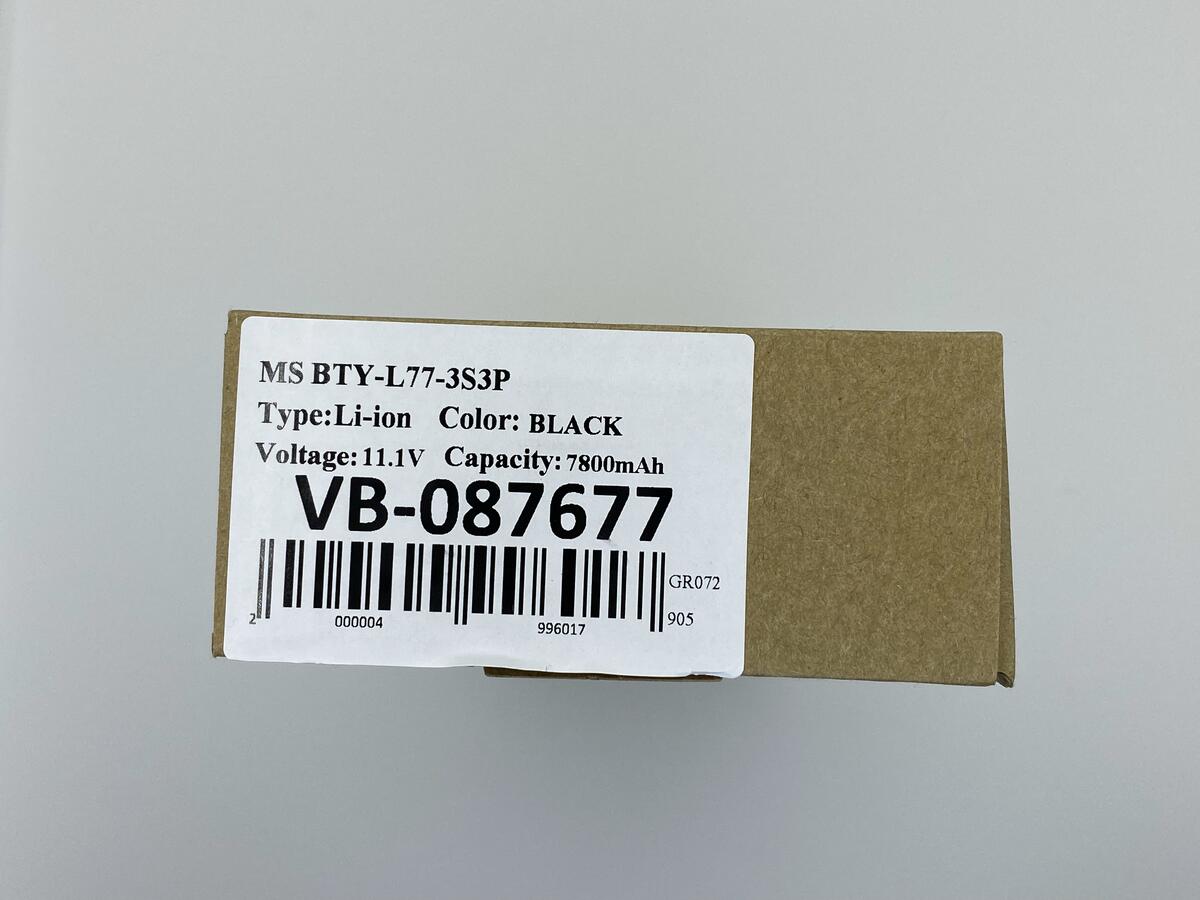 MS BTY-L77-3S3P
Type:Li-ion Color: BLACK
Voltage: 11.1V Capacity: 7800mAh
VB-087677
GR072
2 000004 996017 905